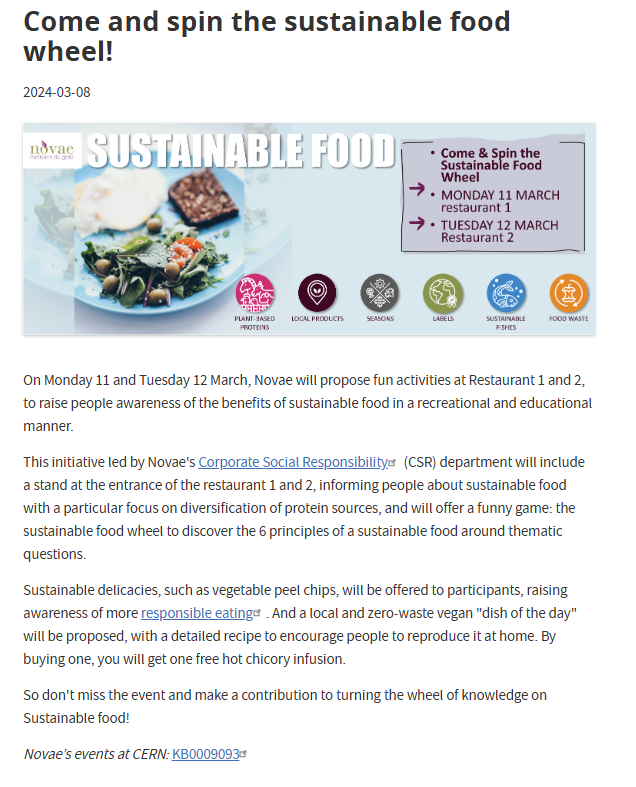 Come and spin the sustainable food
wheel!
2024-03-08
novae
Partisans du goût
SUSTAINABLE FOOD
• Come & Spin the
Sustainable Food
Wheel
• MONDAY 11 MARCH
restaurant 1
• TUESDAY 12 MARCH
Restaurant 2
PLANT-BASED
PROTEINS
LOCAL PRODUCTS
SEASONS
LABELS
SUSTAINABLE
FISHES
FOOD WASTE
On Monday 11 and Tuesday 12 March, Novae will propose fun activities at Restaurant 1 and 2,
to raise people awareness of the benefits of sustainable food in a recreational and educational
manner.
This initiative led by Novae's Corporate Social Responsibility (CSR) department will include
a stand at the entrance of the restaurant 1 and 2, informing people about sustainable food
with a particular focus on diversification of protein sources, and will offer a funny game: the
sustainable food wheel to discover the 6 principles of a sustainable food around thematic
questions.
Sustainable delicacies, such as vegetable peel chips, will be offered to participants, raising
awareness of more responsible eating . And a local and zero-waste vegan "dish of the day"
will be proposed, with a detailed recipe to encourage people to reproduce it at home. By
buying one, you will get one free hot chicory infusion.
So don't miss the event and make a contribution to turning the wheel of knowledge on
Sustainable food!
Novae's events at CERN: KB0009093